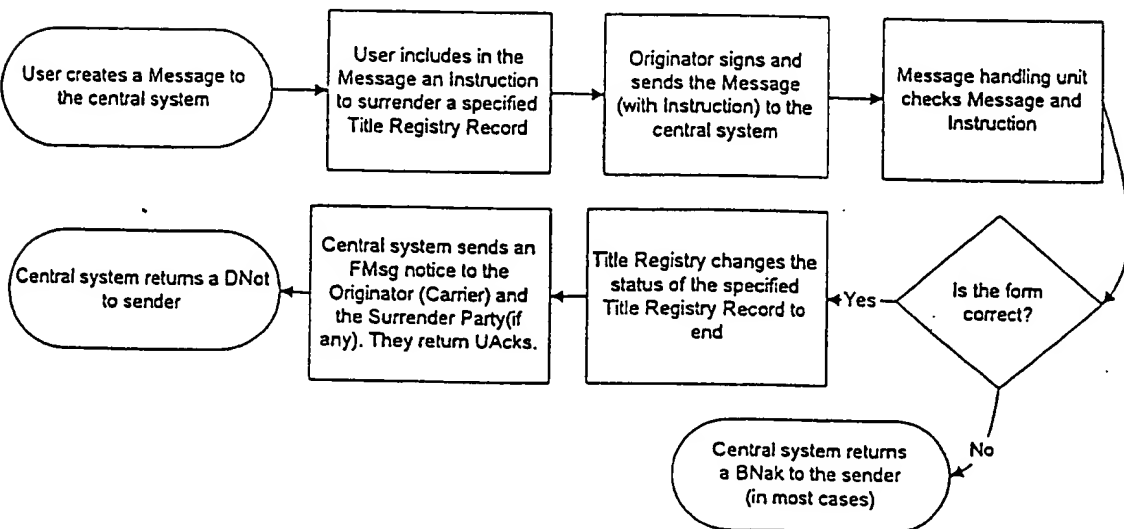 User creates a Message to
the central system
User includes in the
Message an Instruction
to surrender a specified
Title Registry Record
Originator signs and
sends the Message
(with Instruction) to the
central system
Message handling unit
checks Message and
Instruction
Is the form
correct?
Yes
Title Registry changes the
status of the specified
Title Registry Record to
end
Central system sends an
FMsg notice to the
Originator (Carrier) and
the Surrender Party(if
any). They return UAcks.
Central system returns a DNot
to sender
No
Central system returns
a BNak to the sender
(in most cases)